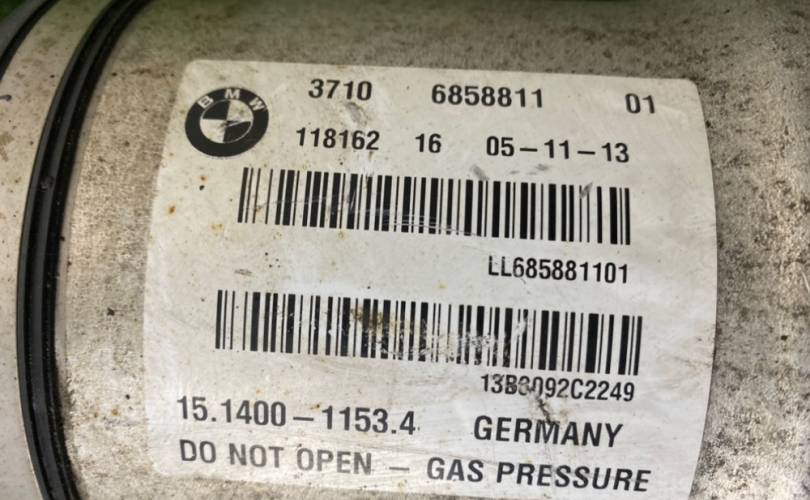 BMW
3710 6858811 01
118162 16 05-11-13
LL685881101
13B3092C2249
15.1400-1153.4 GERMANY
DO NOT OPEN - GAS PRESSURE